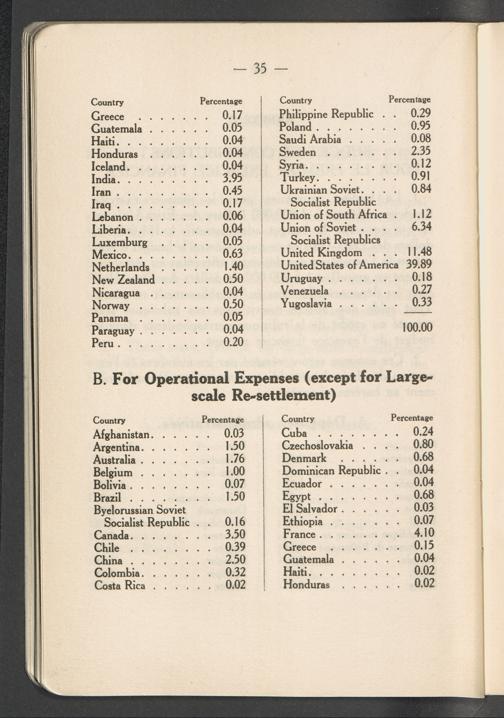 — 35 —
Country Percentage
Greece . . . . . . . 0.17
Guatemala . . . . . . 0.05
Haiti. . . . . . . . 0.04
Honduras . . . . . . 0.04
Iceland. . . . . . . 0.04
India. . . . . . . . 3.95
Iran . . . . . . . . 0.45
Iraq . . . . . . . . 0.17
Lebanon . . . . . . 0.06
Liberia. . . . . . . 0.04
Luxemburg . . . . . 0.05
Mexico. . . . . . . 0.63
Netherlands . . . . . 1.40
New Zealand . . . . . 0.50
Nicaragua . . . . . . 0.04
Norway . . . . . . . 0.50
Panama . . . . . . . 0.05
Paraguay . . . . . . 0.04
Peru . . . . . . . . 0.20
Country Percentage
Philippine Republic . . 0.29
Poland . . . . . . . 0.95
Saudi Arabia . . . . . 0.08
Sweden . . . . . . . 2.35
Syria. . . . . . . . 0.12
Turkey. . . . . . . 0.91
Ukrainian Soviet. . . . 0.84
Socialist Republic
Union of South Africa . 1.12
Union of Soviet . . . . 6.34
Socialist Republics
United Kingdom . . . 11.48
United States of America 39.89
Uruguay . . . . . . . 0.18
Venezuela . . . . . . 0.27
Yugoslavia . . . . . . 0.33
100.00
B. For Operational Expenses (except for Large-
scale Re-settlement)
Country Percentage
Afghanistan. . . . . . 0.03
Argentina. . . . . . . 1.50
Australia . . . . . . 1.76
Belgium . . . . . . 1.00
Bolivia . . . . . . . 0.07
Brazil . . . . . . . 1.50
Byelorussian Soviet
Socialist Republic . . 0.16
Canada. . . . . . . 3.50
Chile . . . . . . . 0.39
China . . . . . . . 2.50
Colombia. . . . . . 0.32
Costa Rica . . . . . 0.02
Country Percentage
Cuba . . . . . . . 0.24
Czechoslovakia . . . . 0.80
Denmark . . . . . . 0.68
Dominican Republic . . 0.04
Ecuador . . . . . . 0.04
Egypt . . . . . . . 0.68
El Salvador . . . . . 0.03
Ethiopia . . . . . . 0.07
France . . . . . . . 4.10
Greece . . . . . . . 0.15
Guatemala . . . . . . 0.04
Haiti. . . . . . . . 0.02
Honduras . . . . . . 0.02